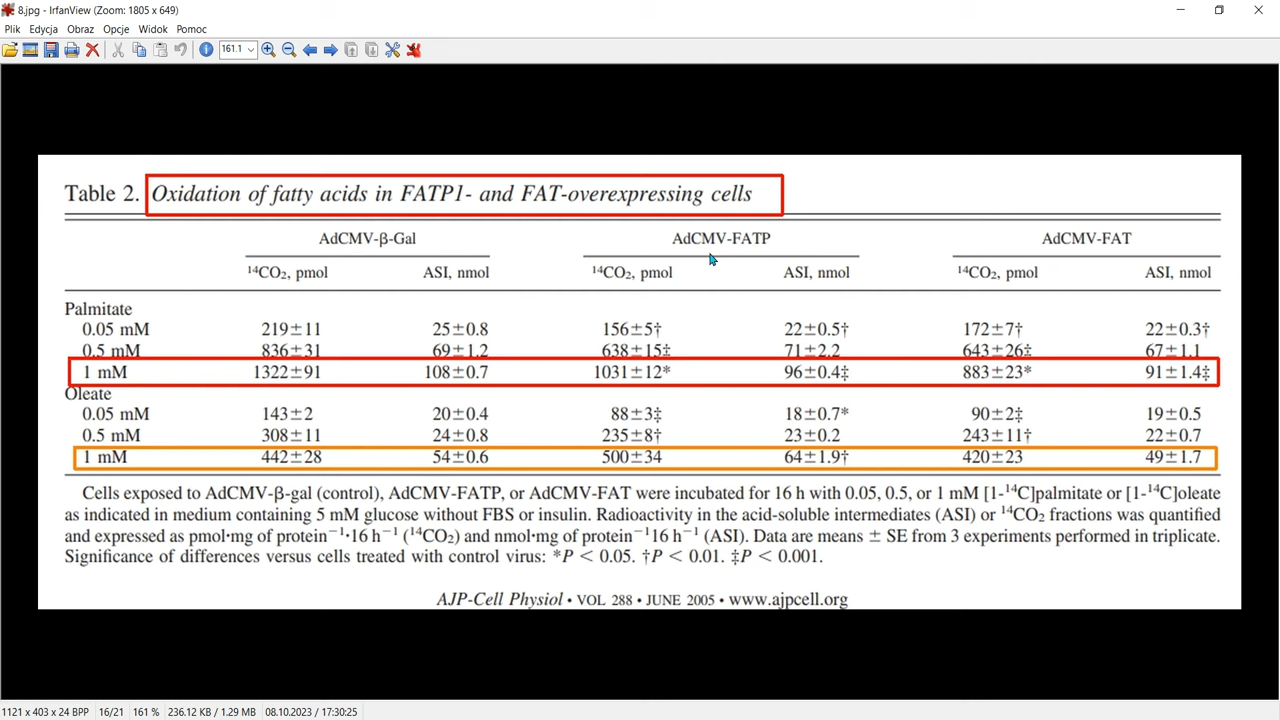 8.jpg - IrfanView (Zoom: 1805 x 649)
Plik Edycja Obraz Opcje Widok Pomoc
161.1
Table 2. Oxidation of fatty acids in FATP1- and FAT-overexpressing cells
AdCMV-β-Gal AdCMV-FATP AdCMV-FAT
¹⁴CO₂, pmol ASI, nmol ¹⁴CO₂, pmol ASI, nmol ¹⁴CO₂, pmol ASI, nmol
Palmitate
0.05 mM 219±11 25±0.8 156±5† 22±0.5† 172±7† 22±0.3†
0.5 mM 836±31 69±1.2 638±15‡ 71±2.2 643±26‡ 67±1.1
1 mM 1322±91 108±0.7 1031±12* 96±0.4‡ 883±23* 91±1.4‡
Oleate
0.05 mM 143±2 20±0.4 88±3‡ 18±0.7* 90±2‡ 19±0.5
0.5 mM 308±11 24±0.8 235±8† 23±0.2 243±11† 22±0.7
1 mM 442±28 54±0.6 500±34 64±1.9† 420±23 49±1.7
Cells exposed to AdCMV-β-gal (control), AdCMV-FATP, or AdCMV-FAT were incubated for 16 h with 0.05, 0.5, or 1 mM [1-¹⁴C]palmitate or [1-¹⁴C]oleate
as indicated in medium containing 5 mM glucose without FBS or insulin. Radioactivity in the acid-soluble intermediates (ASI) or ¹⁴CO₂ fractions was quantified
and expressed as pmol·mg of protein⁻¹·16 h⁻¹ (¹⁴CO₂) and nmol·mg of protein⁻¹16 h⁻¹ (ASI). Data are means ± SE from 3 experiments performed in triplicate.
Significance of differences versus cells treated with control virus: *P < 0.05. †P < 0.01. ‡P < 0.001.
AJP-Cell Physiol • VOL 288 • JUNE 2005 • www.ajpcell.org
1121 x 403 x 24 BPP 16/21 161 % 236.12 KB / 1.29 MB 08.10.2023 / 17:30:25